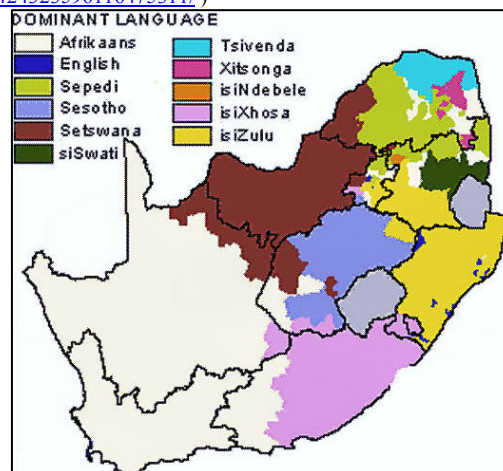 DOMINANT LANGUAGE
Afrikaans
English
Sepedi
Sesotho
Setswana
siSwati
Tsivenda
Xitsonga
isiNdebele
isiXhosa
isiZulu